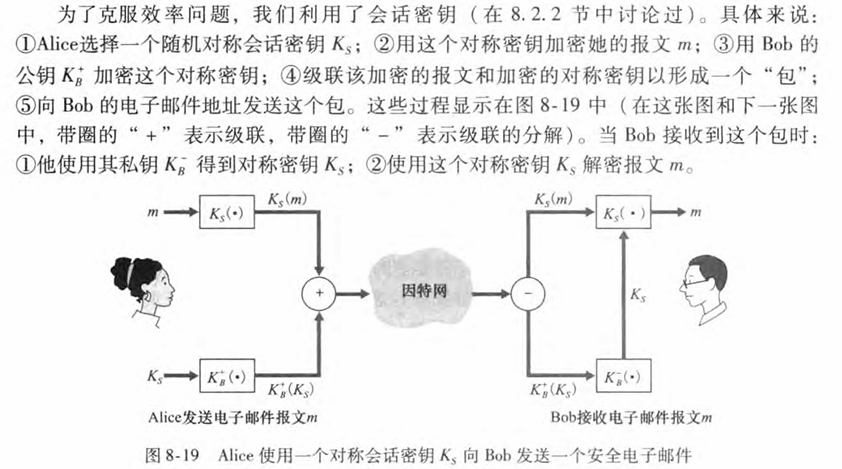 为了克服效率问题，我们利用了会话密钥（在 8.2.2 节中讨论过）。具体来说：
①Alice选择一个随机对称会话密钥 K_S；②用这个对称密钥加密她的报文 m；③用 Bob 的
公钥 K_B^+ 加密这个对称密钥；④级联该加密的报文和加密的对称密钥以形成一个“包”；
⑤向 Bob 的电子邮件地址发送这个包。这些过程显示在图 8-19 中（在这张图和下一张图
中，带圈的“+”表示级联，带圈的“-”表示级联的分解）。当 Bob 接收到这个包时：
①他使用其私钥 K_B^- 得到对称密钥 K_S；②使用这个对称密钥 K_S 解密报文 m。
K_S(m) K_S(m)
m K_S(·) K_S(·) m
+ 因特网 - K_S
K_S K_B^+(·) K_B^-(·)
K_B^+(K_S) K_B^+(K_S)
Alice发送电子邮件报文m Bob接收电子邮件报文m
图 8-19 Alice 使用一个对称会话密钥 K_S 向 Bob 发送一个安全电子邮件